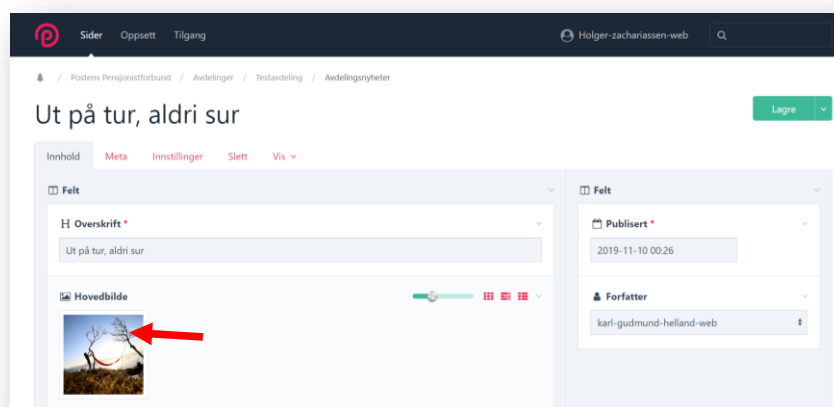 Sider Oppsett Tilgang Holger-zachariassen-web
/ Postens Pensjonistforbund / Avdelinger / Testavdeling / Avdelingsnyheter
Ut på tur, aldri sur
Lagre
Innhold Meta Innstillinger Slett Vis
Felt
H Overskrift *
Ut på tur, aldri sur
Hovedbilde
Felt
Publisert *
2019-11-10 00:26
Forfatter
karl-gudmund-helland-web